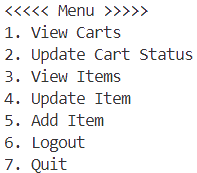 <<<<< Menu >>>>>
1. View Carts
2. Update Cart Status
3. View Items
4. Update Item
5. Add Item
6. Logout
7. Quit